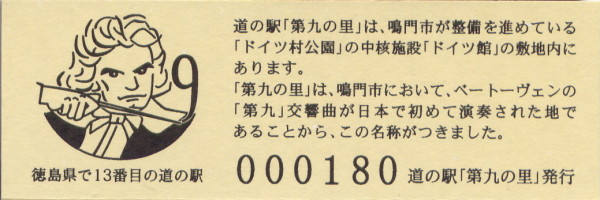 9
徳島県で13番目の道の駅
道の駅「第九の里」は、鳴門市が整備を進めている
「ドイツ村公園」の中核施設「ドイツ館」の敷地内に
あります。
「第九の里」は、鳴門市において、ベートーヴェンの
「第九」交響曲が日本で初めて演奏された地で
あることから、この名称がつきました。
000180 道の駅「第九の里」発行